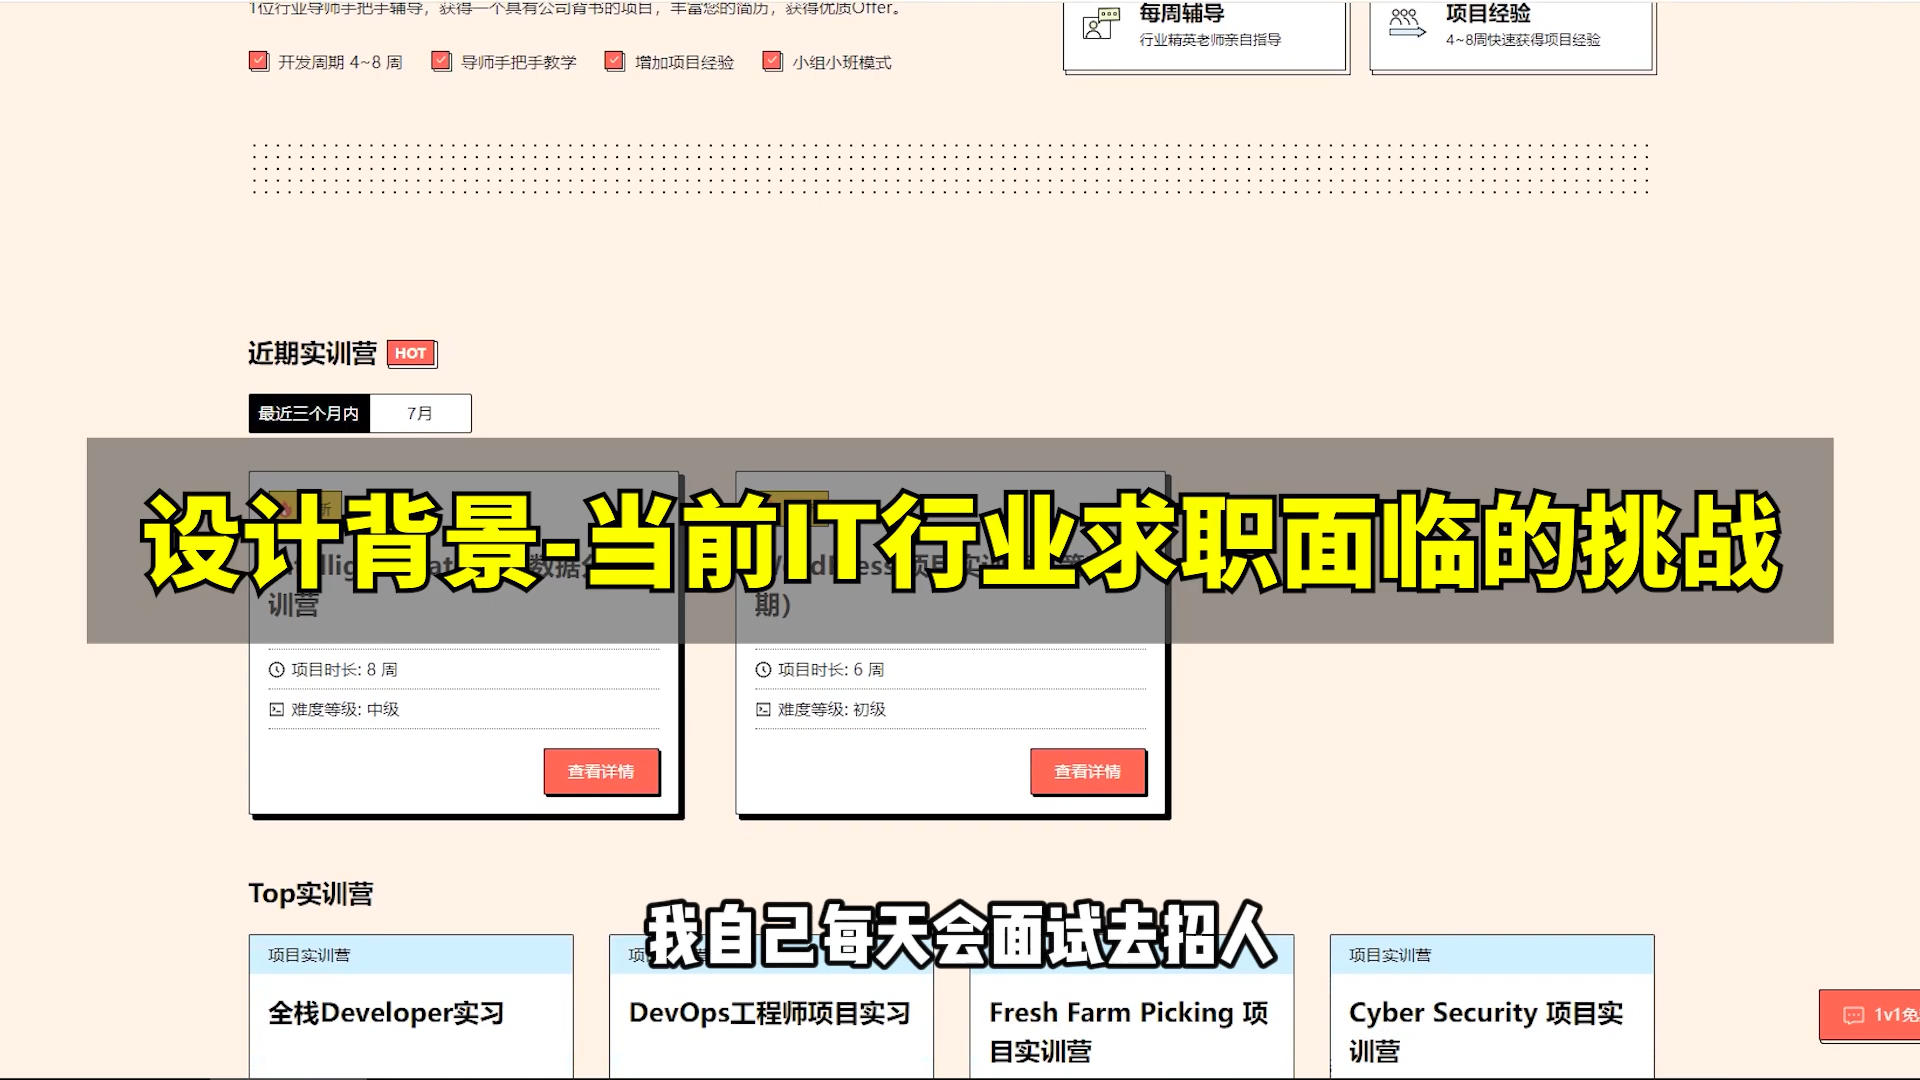 1位行业导师手把手辅导，获得一个具有公司背书的项目，丰富您的简历，获得优质Offer。
开发周期 4~8 周
导师手把手教学
增加项目经验
小组小班模式
每周辅导
行业精英老师亲自指导
项目经验
4~8周快速获得项目经验
近期实训营 HOT
最近三个月内
7月
设计背景-当前IT行业求职面临的挑战
训营
项目时长: 8 周
难度等级: 中级
查看详情
期）
项目时长: 6 周
难度等级: 初级
查看详情
Top实训营
我自己每天会面试去招人
项目实训营
全栈Developer实习
DevOps工程师项目实习
Fresh Farm Picking 项
目实训营
项目实训营
Cyber Security 项目实
训营
1v1免